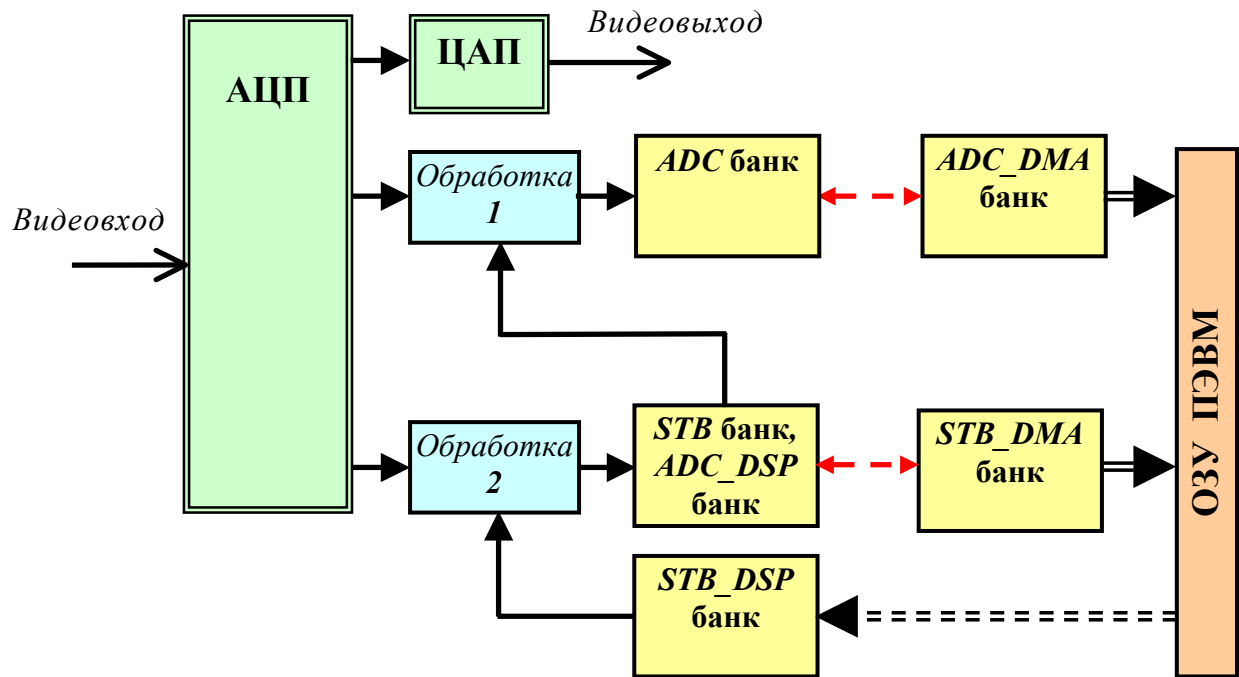 Видеовыход
ЦАП
АЦП
Обработка
1
ADC банк
ADC_DMA
банк
Видеовход
ОЗУ ПЭВМ
Обработка
2
STB банк,
ADC_DSP
банк
STB_DMA
банк
STB_DSP
банк